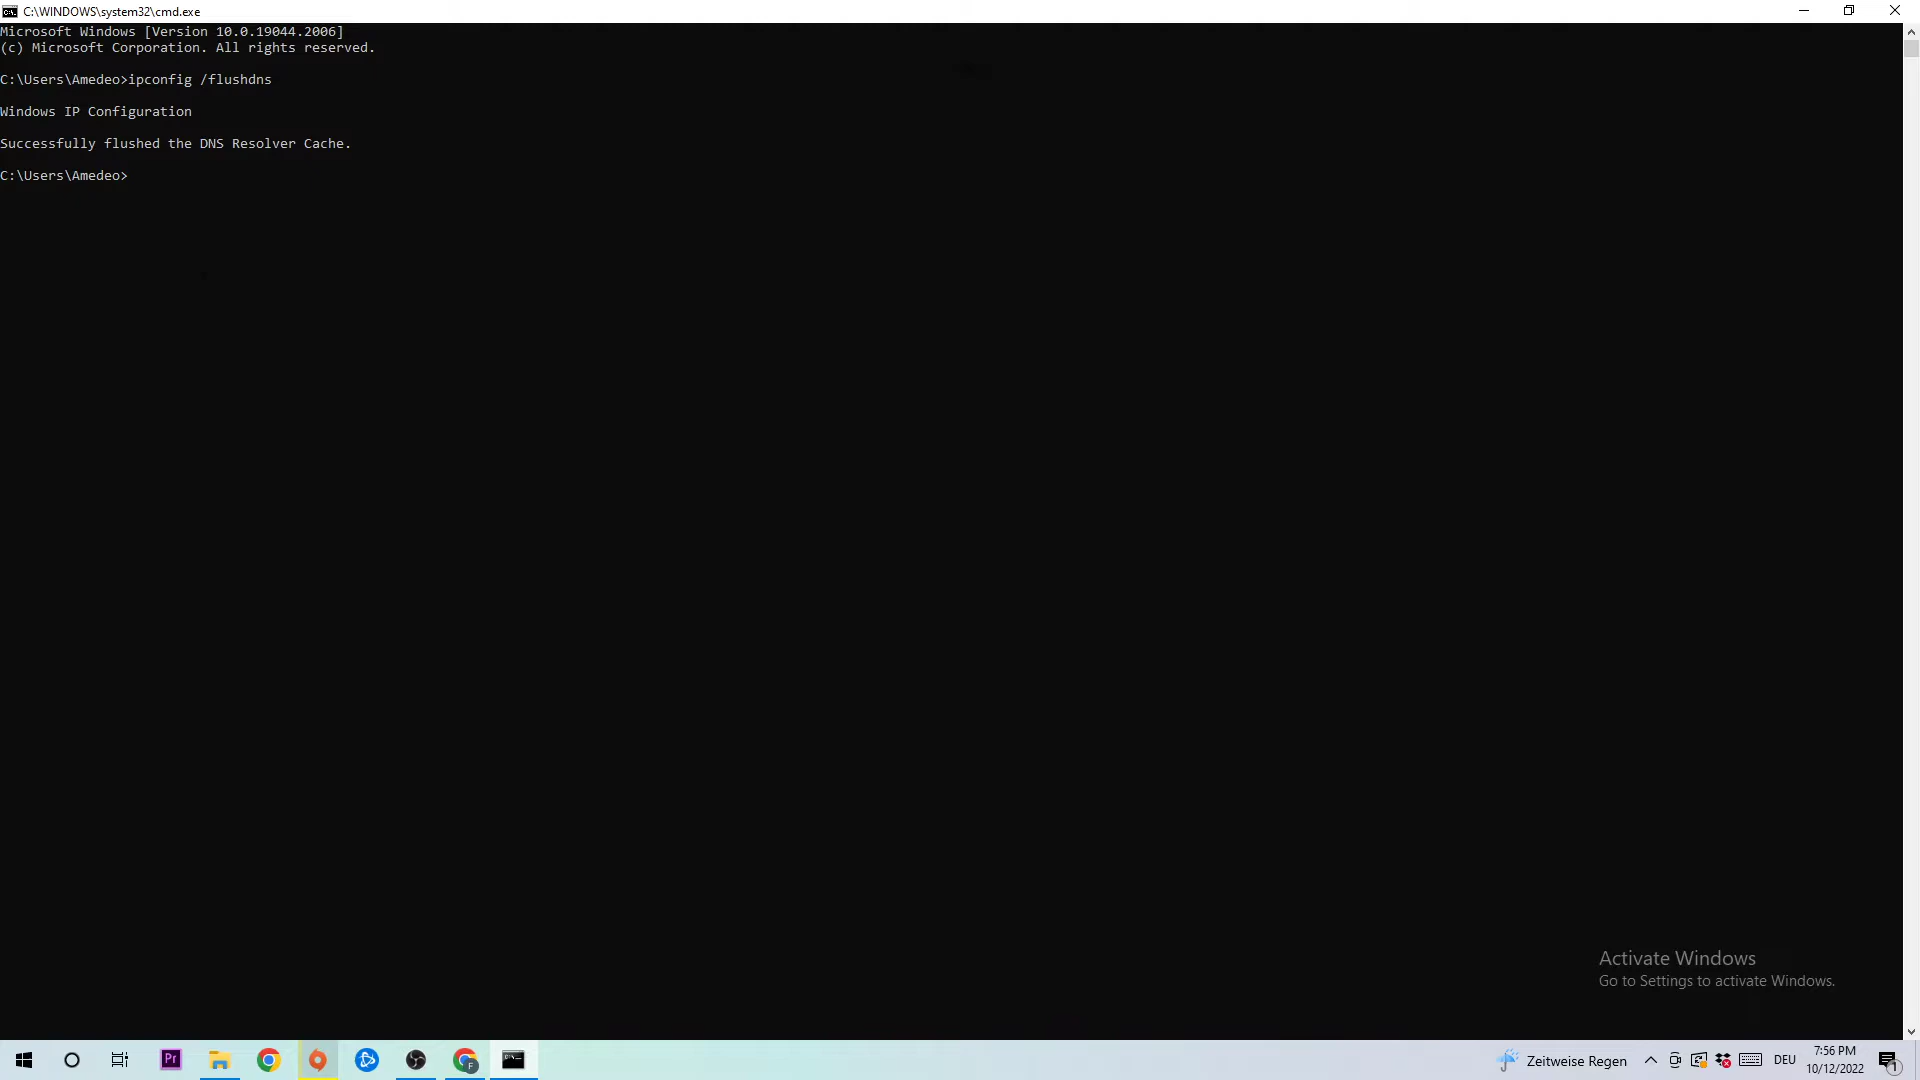 C:\WINDOWS\system32\cmd.exe
Microsoft Windows [Version 10.0.19044.2006]
(c) Microsoft Corporation. All rights reserved.
C:\Users\Amedeo>ipconfig /flushdns
Windows IP Configuration
Successfully flushed the DNS Resolver Cache.
C:\Users\Amedeo>
Activate Windows
Go to Settings to activate Windows.
Pr
F
Zeitweise Regen
DEU
7:56 PM
10/12/2022
1